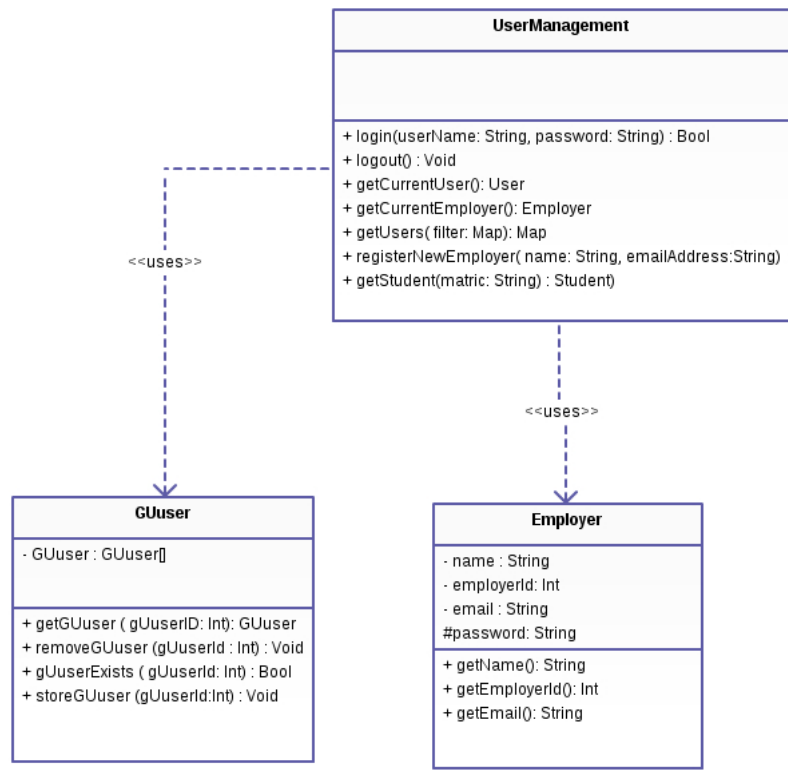 UserManagement
+ login(userName: String, password: String) : Bool
+ logout() : Void
+ getCurrentUser(): User
+ getCurrentEmployer(): Employer
+ getUsers( filter: Map): Map
+ registerNewEmployer( name: String, emailAddress:String)
+ getStudent(matric: String) : Student)
<<uses>>
<<uses>>
GUuser
- GUuser : GUuser[]
+ getGUuser ( gUuserID: Int): GUuser
+ removeGUuser (gUuserId : Int) : Void
+ gUuserExists ( gUuserId: Int) : Bool
+ storeGUuser (gUuserId:Int) : Void
Employer
- name : String
- employerId: Int
- email : String
#password: String
+ getName(): String
+ getEmployerId(): Int
+ getEmail(): String